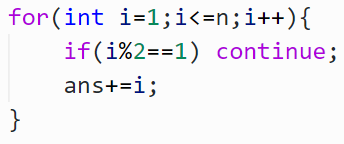 for(int i=1;i<=n;i++){
    if(i%2==1) continue;
    ans+=i;
}